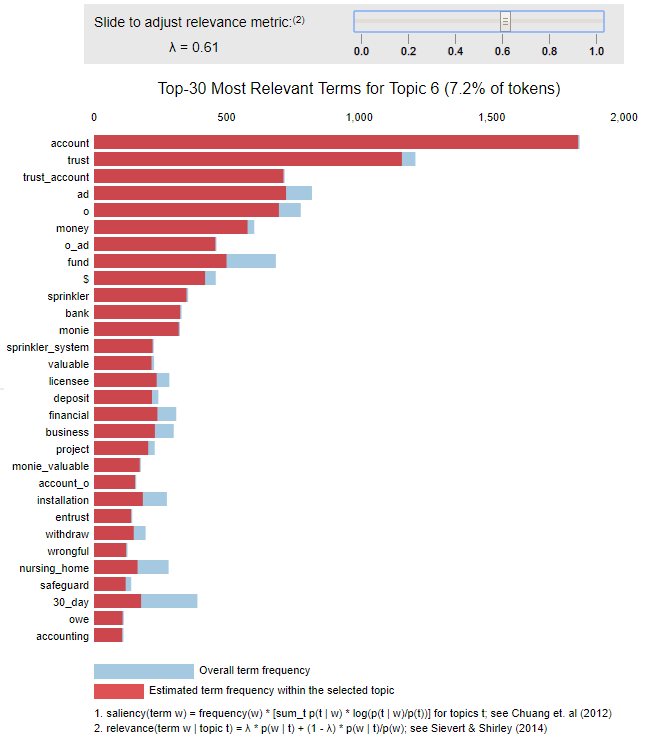 Slide to adjust relevance metric:(2)
λ = 0.61
0.0 0.2 0.4 0.6 0.8 1.0
Top-30 Most Relevant Terms for Topic 6 (7.2% of tokens)
0 500 1,000 1,500 2,000
account
trust
trust_account
ad
o
money
o_ad
fund
$
sprinkler
bank
monie
sprinkler_system
valuable
licensee
deposit
financial
business
project
monie_valuable
account_o
installation
entrust
withdraw
wrongful
nursing_home
safeguard
30_day
owe
accounting
Overall term frequency
Estimated term frequency within the selected topic
1. saliency(term w) = frequency(w) * [sum_t p(t | w) * log(p(t | w)/p(t))] for topics t; see Chuang et. al (2012)
2. relevance(term w | topic t) = λ * p(w | t) + (1 - λ) * p(w | t)/p(w); see Sievert & Shirley (2014)